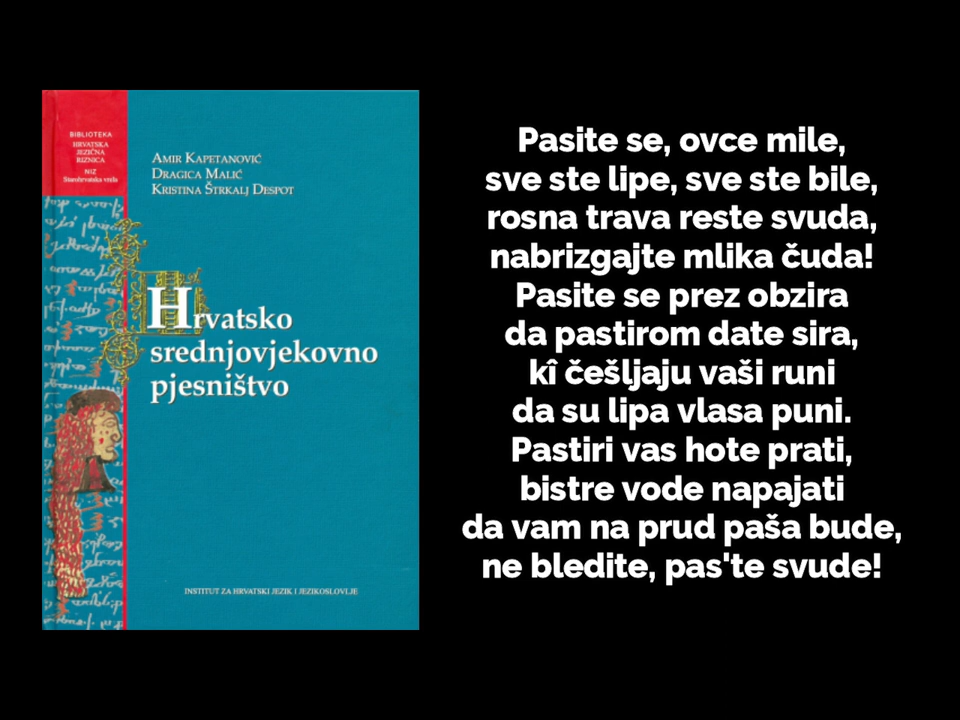 BIBLIOTEKA
HRVATSKA
JEZIČNA
RIZNICA
NIZ
Starohrvatska vrela
AMIR KAPETANOVIĆ
DRAGICA MALIĆ
KRISTINA ŠTRKALJ DESPOT
Hrvatsko
srednjovjekovno
pjesništvo
INSTITUT ZA HRVATSKI JEZIK I JEZIKOSLOVLJE
Pasite se, ovce mile,
sve ste lipe, sve ste bile,
rosna trava reste svuda,
nabrizgajte mlika čuda!
Pasite se prez obzira
da pastirom date sira,
kî češljaju vaši runi
da su lipa vlasa puni.
Pastiri vas hote prati,
bistre vode napajati
da vam na prud paša bude,
ne bledite, pas'te svude!